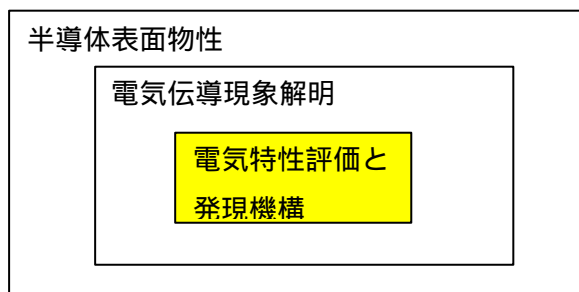 半導体表面物性
電気伝導現象解明
電気特性評価と
発現機構